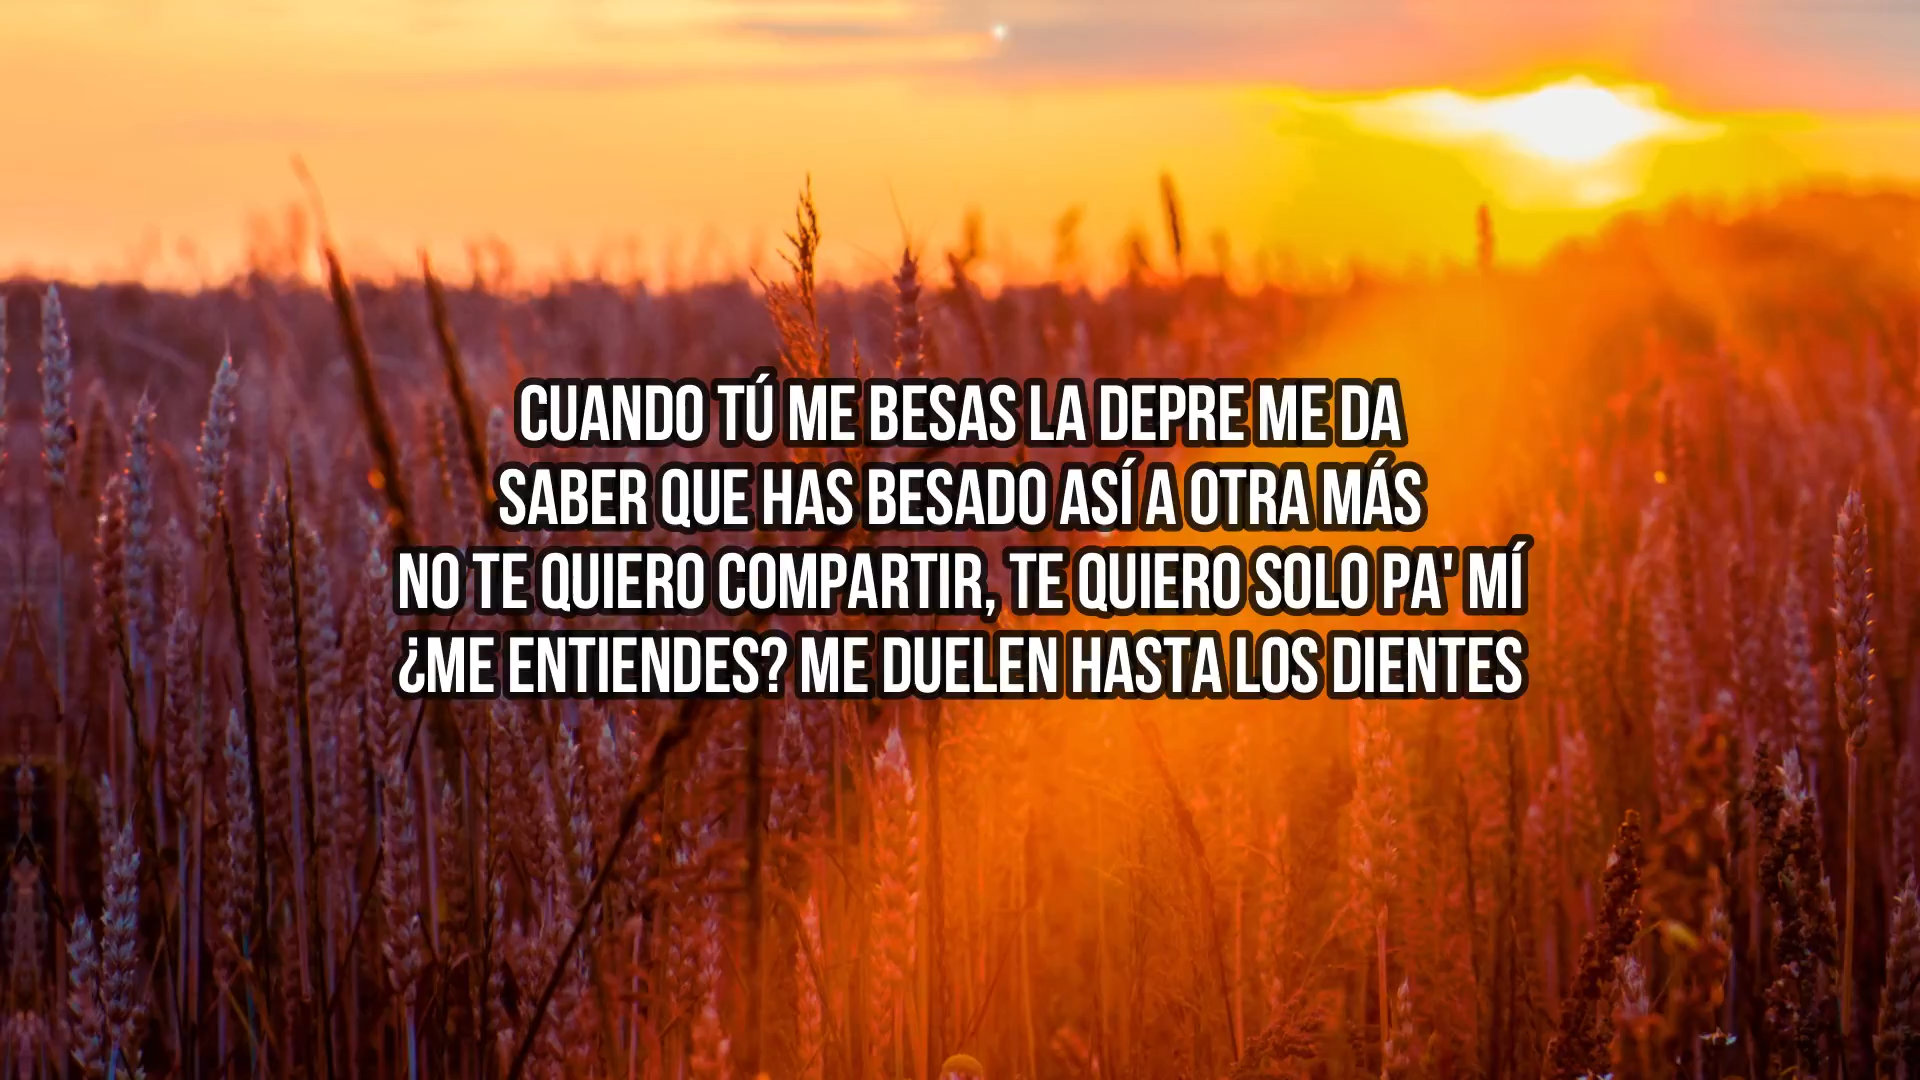 CUANDO TÚ ME BESAS LA DEPRE ME DA
SABER QUE HAS BESADO ASÍ A OTRA MÁS
NO TE QUIERO COMPARTIR, TE QUIERO SOLO PA' MÍ
¿ME ENTIENDES? ME DUELEN HASTA LOS DIENTES